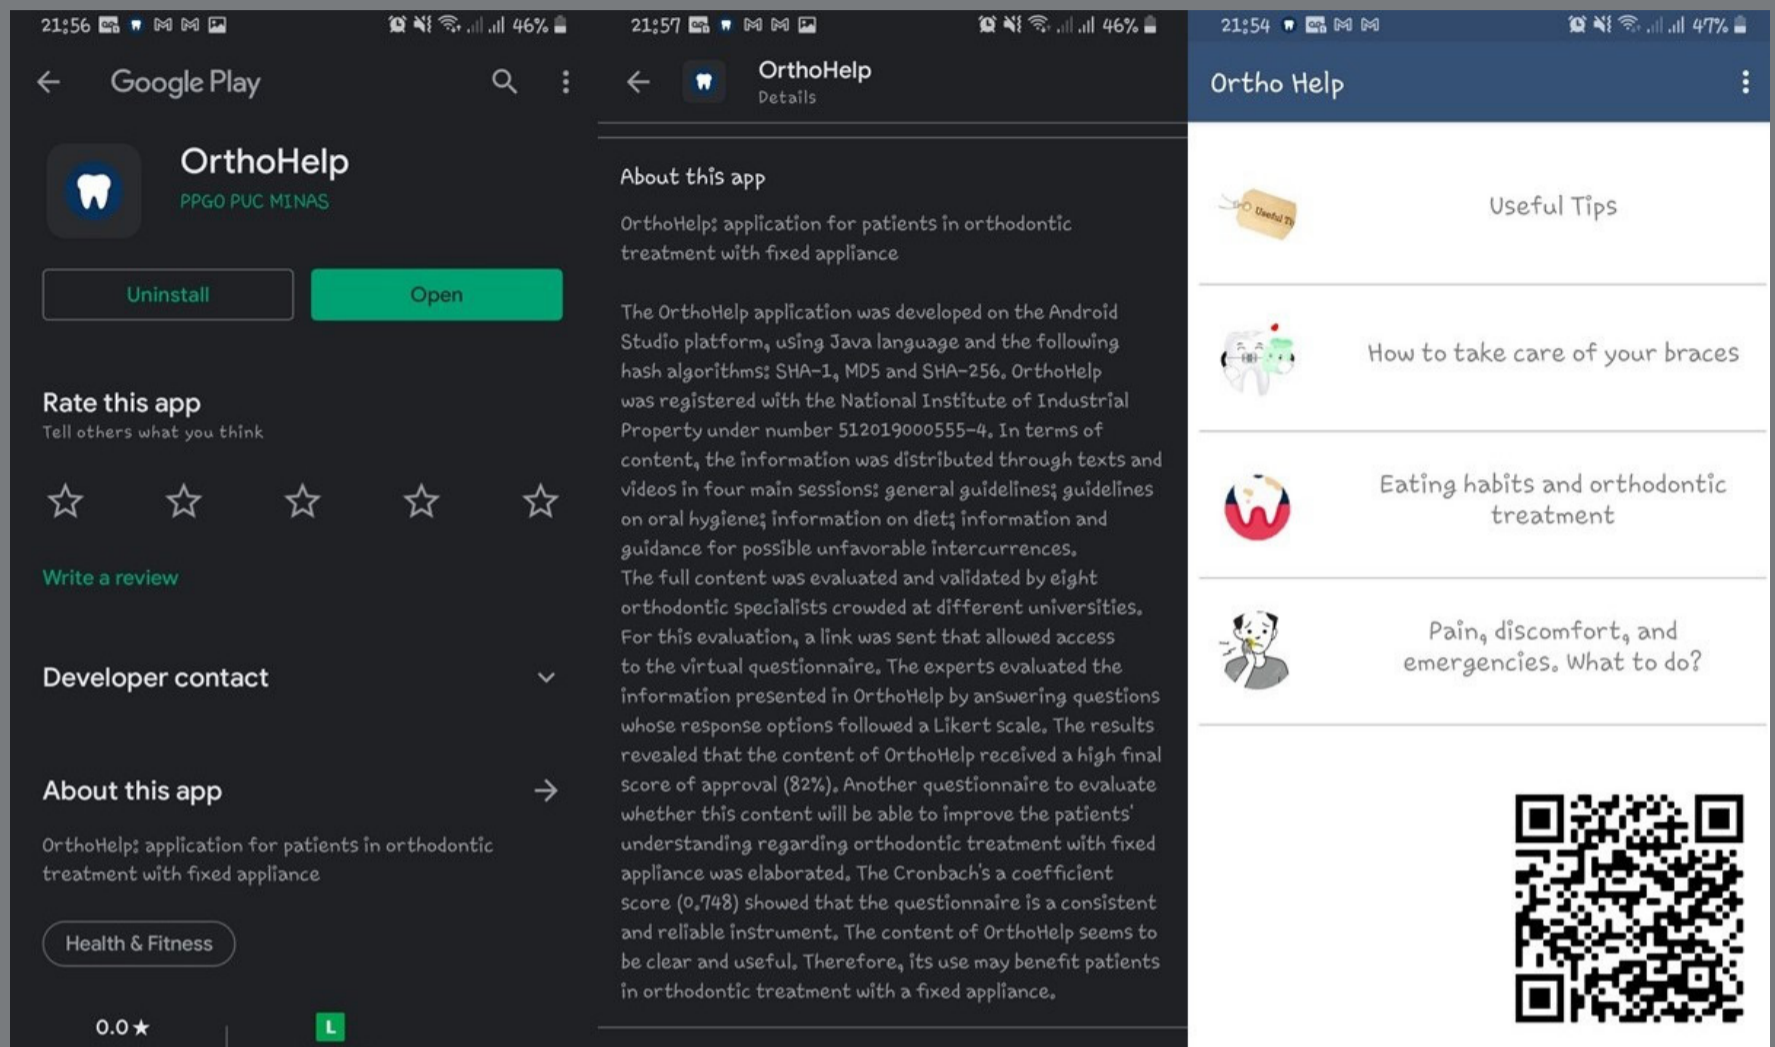 21:56
46%
Google Play
OrthoHelp
PPGO PUC MINAS
Uninstall
Open
Rate this app
Tell others what you think
Write a review
Developer contact
About this app
OrthoHelp: application for patients in orthodontic
treatment with fixed appliance
Health & Fitness
0.0★
L
21:57
46%
OrthoHelp
Details
About this app
OrthoHelp: application for patients in orthodontic
treatment with fixed appliance
The OrthoHelp application was developed on the Android
Studio platform, using Java language and the following
hash algorithms: SHA-1, MD5 and SHA-256. OrthoHelp
was registered with the National Institute of Industrial
Property under number 512019000555-4. In terms of
content, the information was distributed through texts and
videos in four main sessions: general guidelines; guidelines
on oral hygiene; information on diet; information and
guidance for possible unfavorable intercurrences.
The full content was evaluated and validated by eight
orthodontic specialists crowded at different universities.
For this evaluation, a link was sent that allowed access
to the virtual questionnaire. The experts evaluated the
information presented in OrthoHelp by answering questions
whose response options followed a Likert scale. The results
revealed that the content of OrthoHelp received a high final
score of approval (82%). Another questionnaire to evaluate
whether this content will be able to improve the patients'
understanding regarding orthodontic treatment with fixed
appliance was elaborated. The Cronbach's a coefficient
score (0.748) showed that the questionnaire is a consistent
and reliable instrument. The content of OrthoHelp seems to
be clear and useful. Therefore, its use may benefit patients
in orthodontic treatment with a fixed appliance.
21:54
47%
Ortho Help
Useful Ti
Useful Tips
How to take care of your braces
Eating habits and orthodontic
treatment
Pain, discomfort, and
emergencies. What to do?